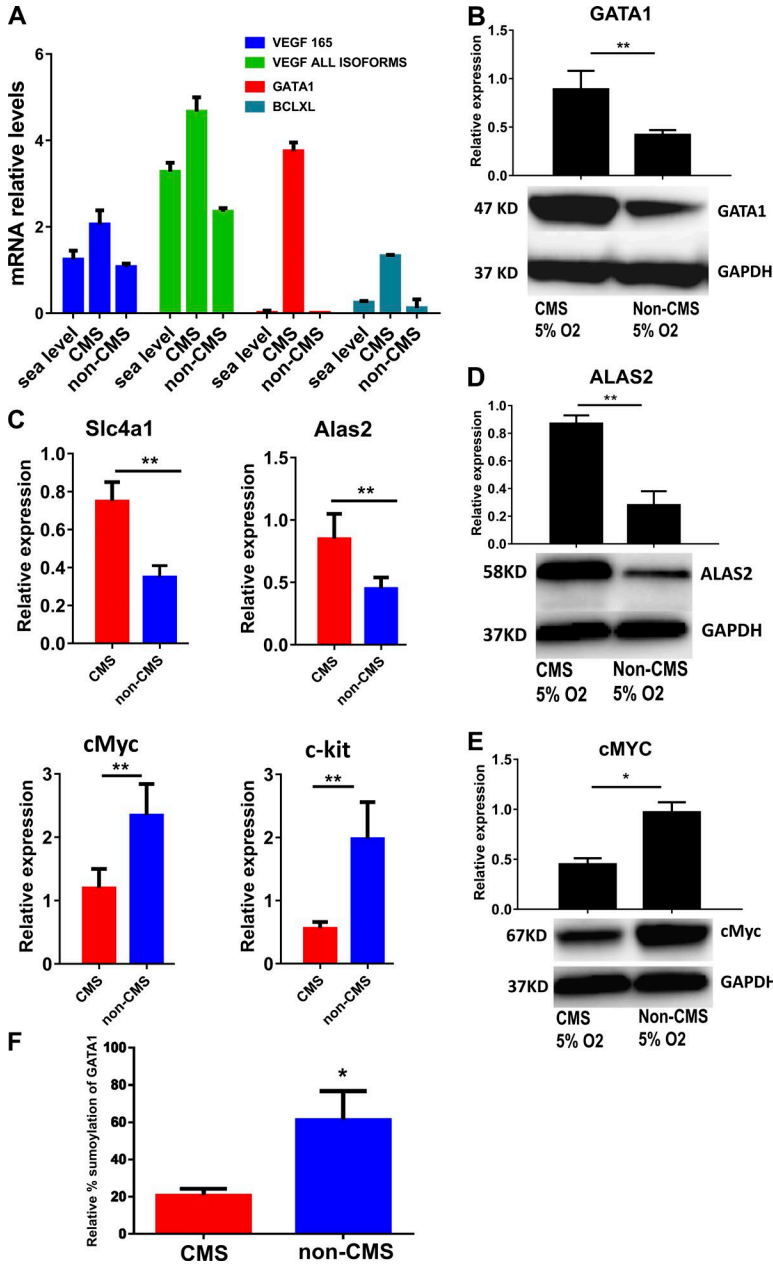 A
VEGF 165
VEGF ALL ISOFORMS
GATA1
BCLXL
mRNA relative levels
6
4
2
0
sea level
CMS
non-CMS
sea level
CMS
non-CMS
sea level
CMS
non-CMS
sea level
CMS
non-CMS
B
GATA1
**
Relative expression
1.5
1.0
0.5
0.0
47 KD
GATA1
37 KD
GAPDH
CMS
5% O2
Non-CMS
5% O2
C
Slc4a1
**
Relative expression
1.0
0.8
0.6
0.4
0.2
0.0
CMS
non-CMS
Alas2
**
Relative expression
1.5
1.0
0.5
0.0
CMS
non-CMS
cMyc
**
Relative expression
3
2
1
0
CMS
non-CMS
c-kit
**
Relative expression
3
2
1
0
CMS
non-CMS
D
ALAS2
**
Relative expression
1.0
0.8
0.6
0.4
0.2
0.0
58KD
ALAS2
37KD
GAPDH
CMS
5% O2
Non-CMS
5% O2
E
cMYC
*
Relative expression
1.5
1.0
0.5
0.0
67KD
cMyc
37KD
GAPDH
CMS
5% O2
Non-CMS
5% O2
F
Relative % sumoylation of GATA1
100
80
60
40
20
0
*
CMS
non-CMS